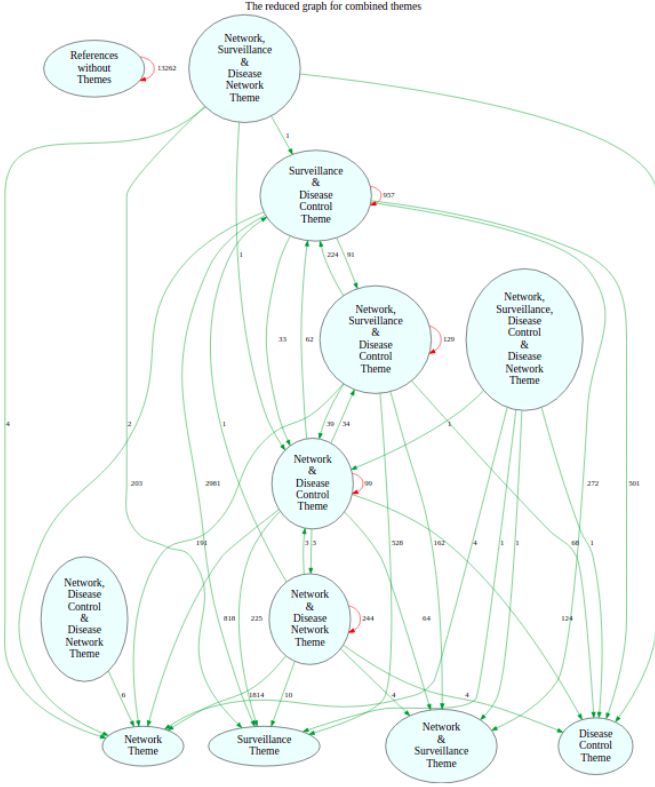 The reduced graph for combined themes
References
without
Themes
13262
Network,
Surveillance
&
Disease
Network
Theme
1
Surveillance
&
Disease
Control
Theme
957
1
224
91
33
62
Network,
Surveillance
&
Disease
Control
Theme
129
Network,
Surveillance,
Disease
Control
&
Disease
Network
Theme
4
2
1
39
34
1
Network
&
Disease
Control
Theme
99
203
2981
272
501
191
3
3
328
162
4
1
1
68
1
Network,
Disease
Control
&
Disease
Network
Theme
Network
&
Disease
Network
Theme
244
818
225
64
124
6
1814
10
4
4
Network
Theme
Surveillance
Theme
Network
&
Surveillance
Theme
Disease
Control
Theme